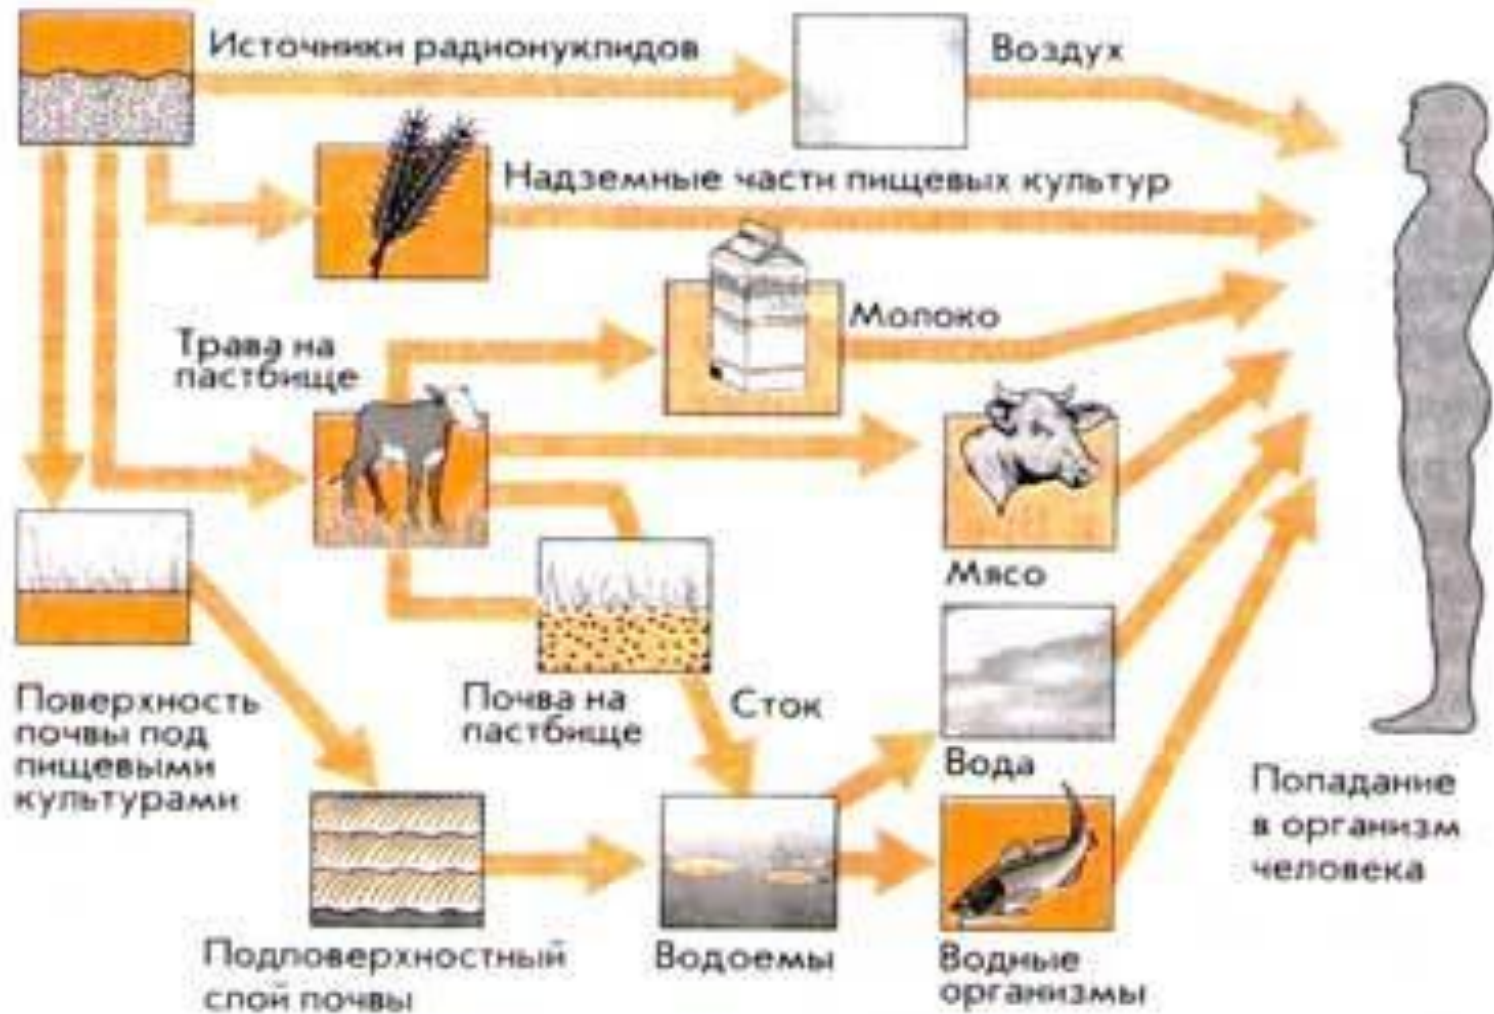 Источники радионуклидов
Воздух
Надземные части пищевых культур
Молоко
Трава на
пастбище
Мясо
Поверхность
почвы под
пищевыми
культурами
Почва на
пастбище
Сток
Вода
Попадание
в организм
человека
Подповерхностный
слой почвы
Водоемы
Водные
организмы